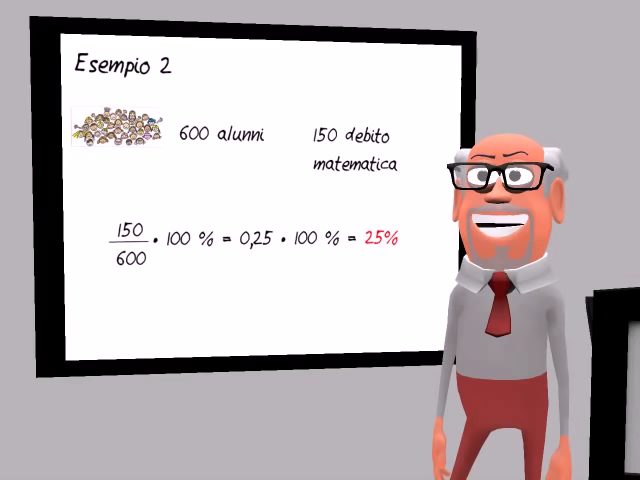 Esempio 2
600 alunni 150 debito
matematica
150/600 • 100 % = 0,25 • 100 % = 25%